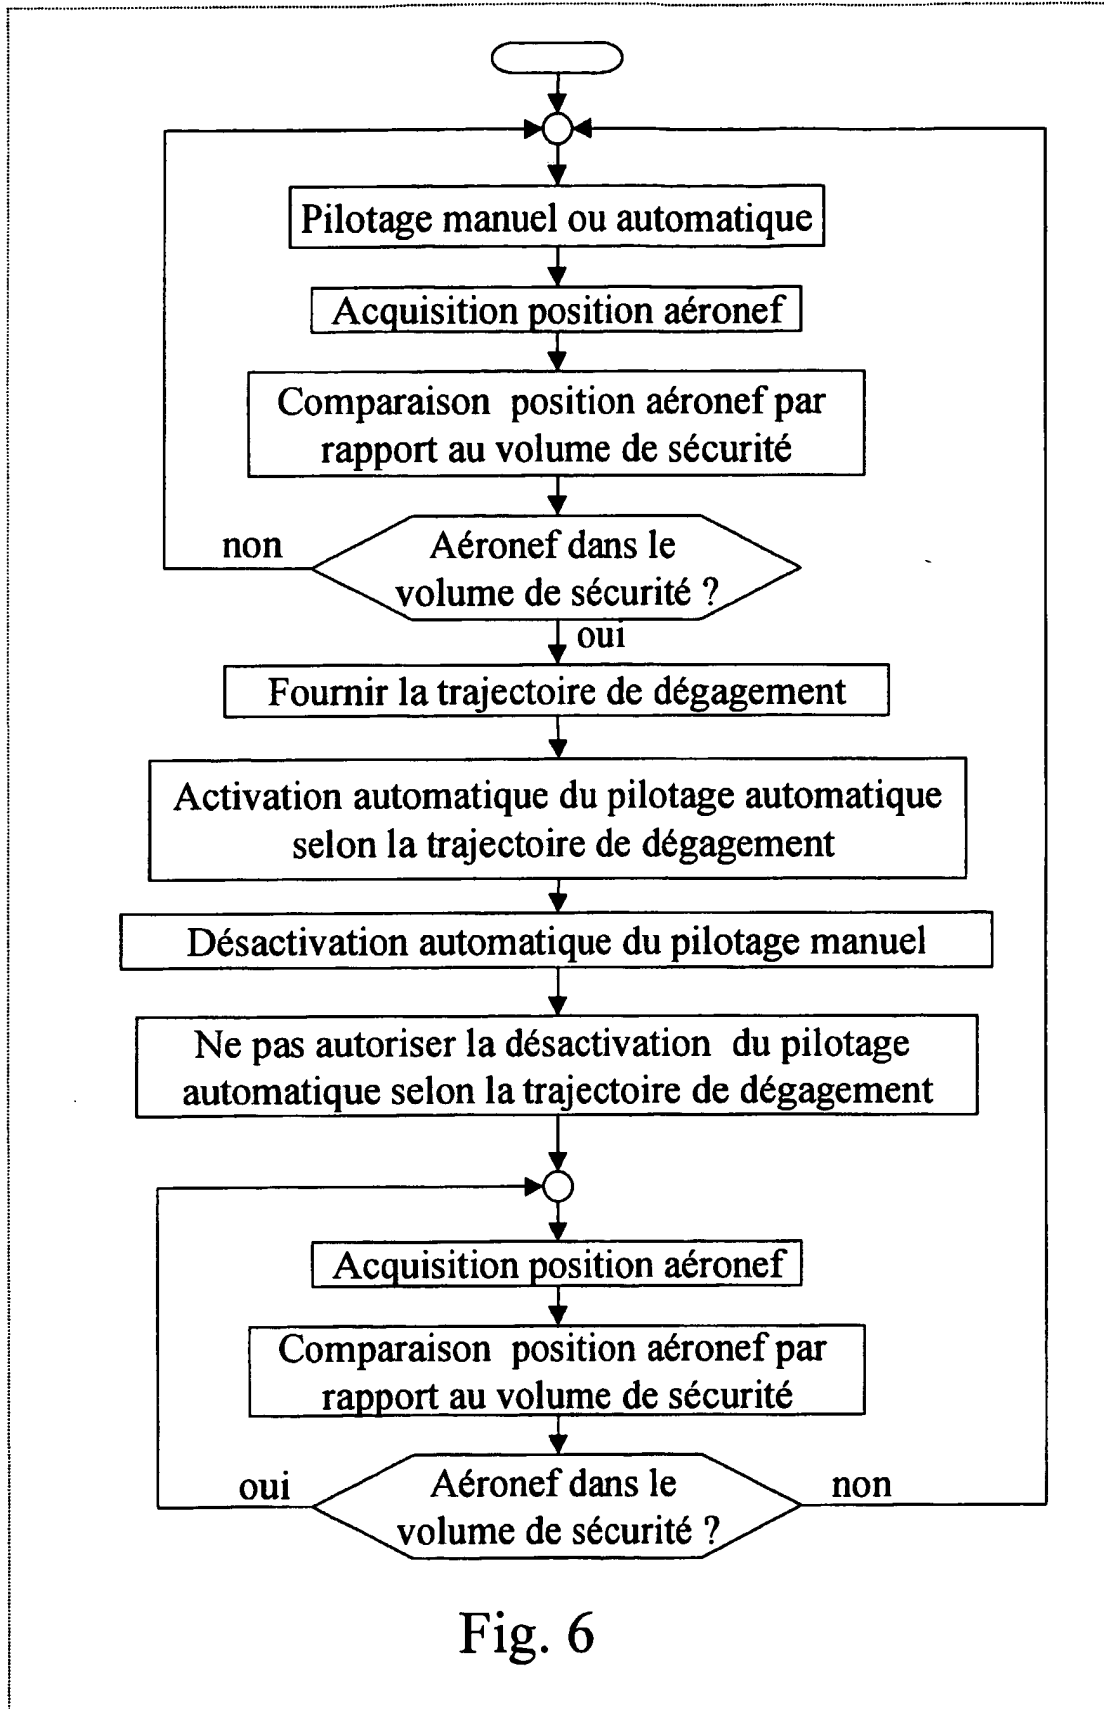 Pilotage manuel ou automatique
Acquisition position aéronef
Comparaison position aéronef par
rapport au volume de sécurité
non
Aéronef dans le
volume de sécurité ?
oui
Fournir la trajectoire de dégagement
Activation automatique du pilotage automatique
selon la trajectoire de dégagement
Désactivation automatique du pilotage manuel
Ne pas autoriser la désactivation du pilotage
automatique selon la trajectoire de dégagement
Acquisition position aéronef
Comparaison position aéronef par
rapport au volume de sécurité
oui
Aéronef dans le
volume de sécurité ?
non
Fig. 6